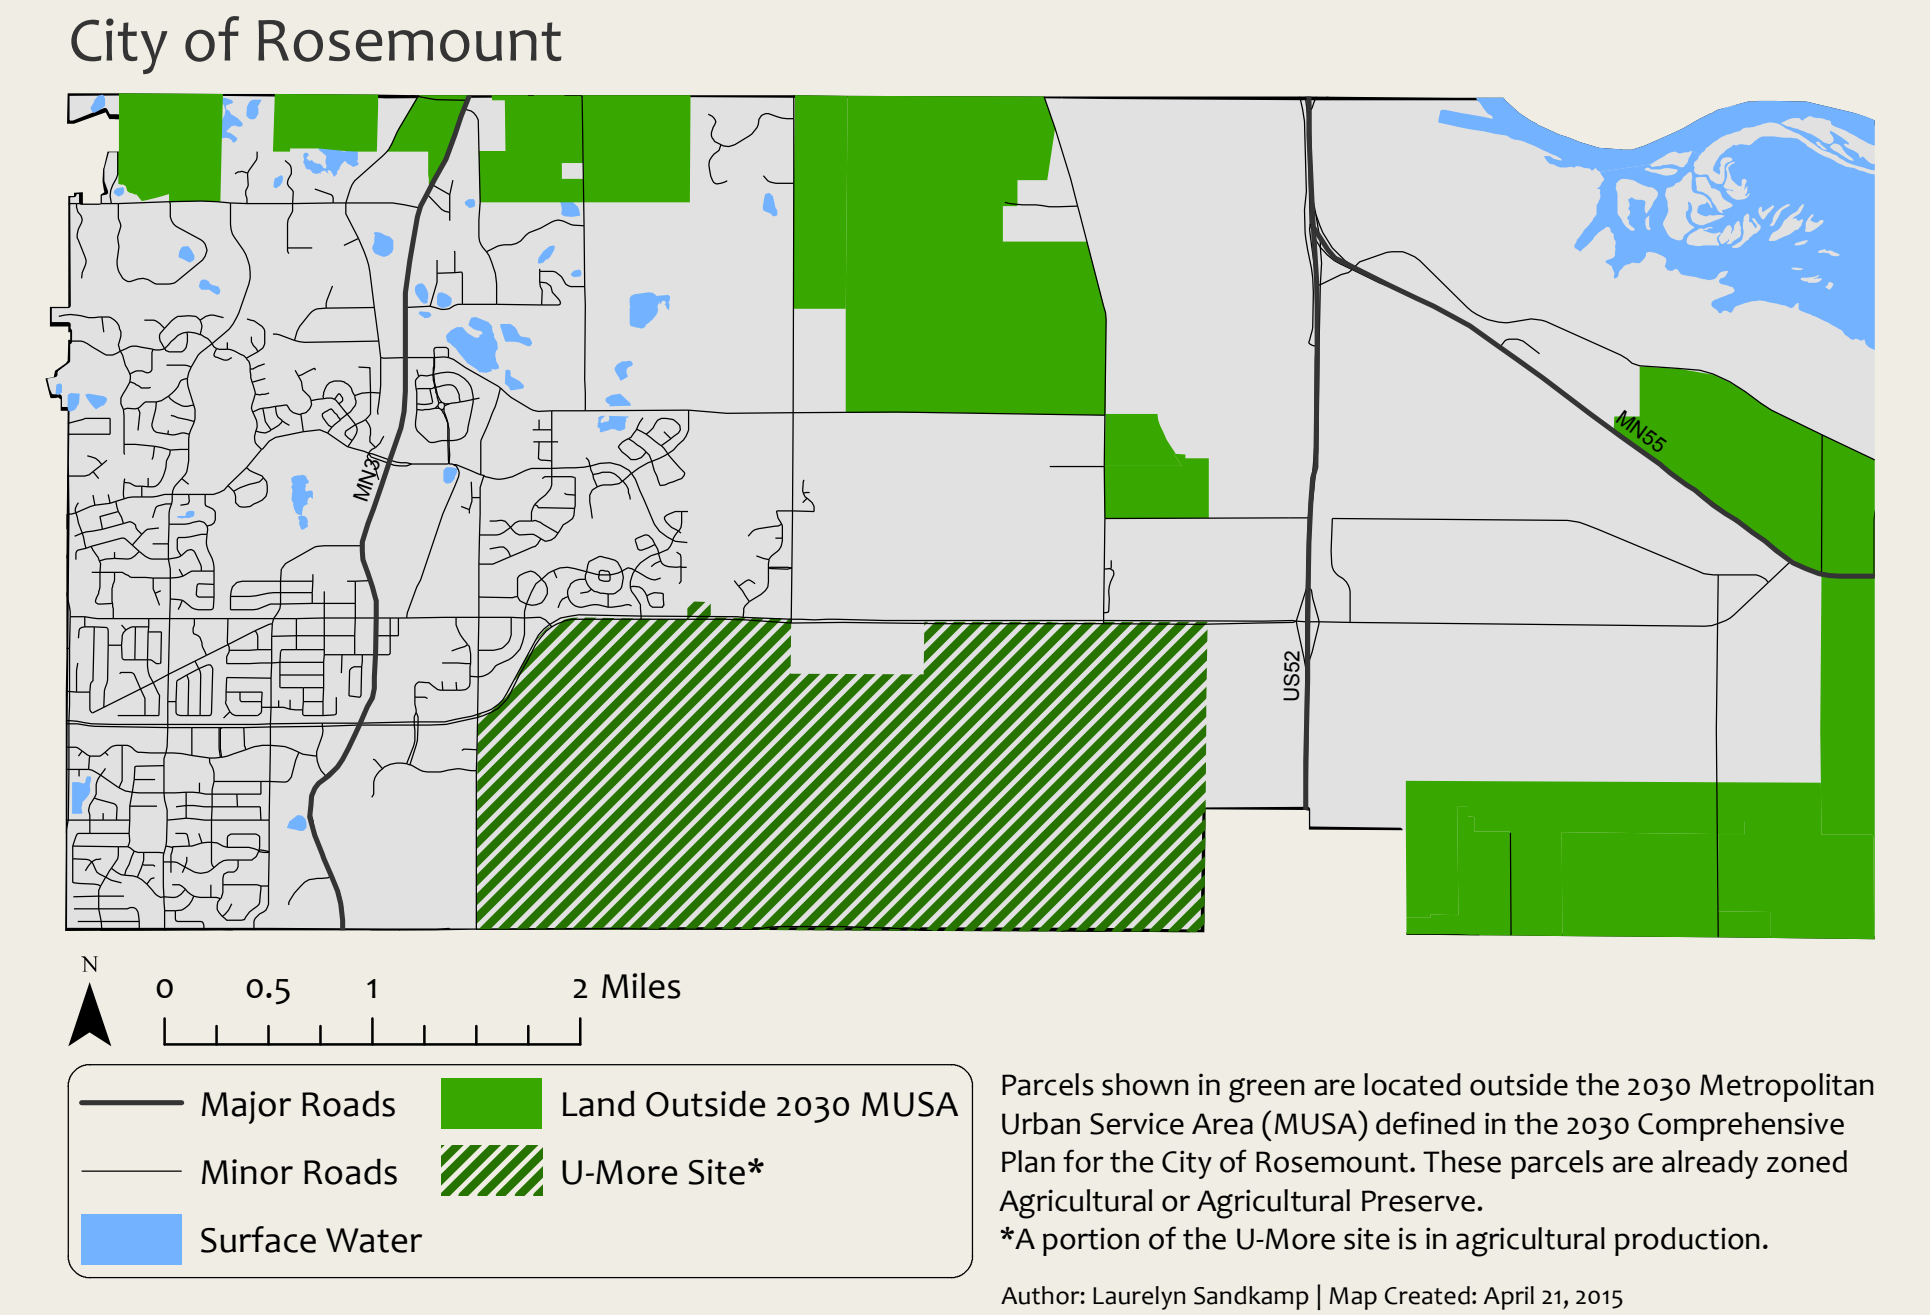 City of Rosemount
MN3
MN55
US52
N
0 0.5 1 2 Miles
Major Roads
Land Outside 2030 MUSA
Minor Roads
U-More Site*
Surface Water
Parcels shown in green are located outside the 2030 Metropolitan
Urban Service Area (MUSA) defined in the 2030 Comprehensive
Plan for the City of Rosemount. These parcels are already zoned
Agricultural or Agricultural Preserve.
*A portion of the U-More site is in agricultural production.
Author: Laurelyn Sandkamp | Map Created: April 21, 2015